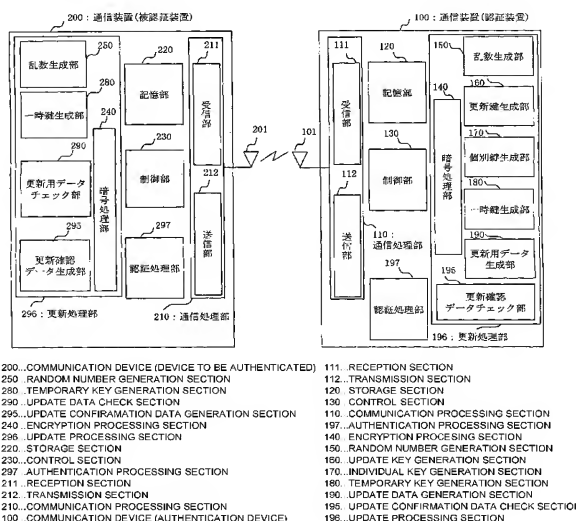 200：通信装置(被認証装置)
100：通信装置(認証装置)
250
乱数生成部
280
一時鍵生成部
240
290
更新用データ
チェック部
暗号処理部
295
更新確認
データ生成部
296：更新処理部
220
記憶部
230
制御部
297
認証処理部
211
受信部
212
送信部
210：通信処理部
201
101
111
受信部
112
送信部
110：
通信処理部
120
記憶部
130
制御部
197
認証処理部
140
暗号処理部
150
乱数生成部
160
更新鍵生成部
170
個別鍵生成部
180
一時鍵生成部
190
更新用データ
生成部
195
更新確認
データチェック部
196：更新処理部
200...COMMUNICATION DEVICE (DEVICE TO BE AUTHENTICATED)
250...RANDOM NUMBER GENERATION SECTION
280...TEMPORARY KEY GENERATION SECTION
290...UPDATE DATA CHECK SECTION
295...UPDATE CONFIRAMATION DATA GENERATION SECTION
240...ENCRYPTION PROCESSING SECTION
296...UPDATE PROCESSING SECTION
220...STORAGE SECTION
230...CONTROL SECTION
297...AUTHENTICATION PROCESSING SECTION
211...RECEPTION SECTION
212...TRANSMISSION SECTION
210...COMMUNICATION PROCESSING SECTION
100...COMMUNICATION DEVICE (AUTHENTICATION DEVICE)
111...RECEPTION SECTION
112...TRANSMISSION SECTION
120...STORAGE SECTION
130...CONTROL SECTION
110...COMMUNICATION PROCESSING SECTION
197...AUTHENTICATION PROCESSING SECTION
140...ENCRYPTION PROCESING SECTION
150...RANDOM NUMBER GENERATION SECTION
160...UPDATE KEY GENERATION SECTION
170...INDIVIDUAL KEY GENERATION SECTION
180...TEMPORARY KEY GENERATION SECTION
190...UPDATE DATA GENERATION SECTION
195...UPDATE CONFIRMATION DATA CHECK SECTION
196...UPDATE PROCESSING SECTION